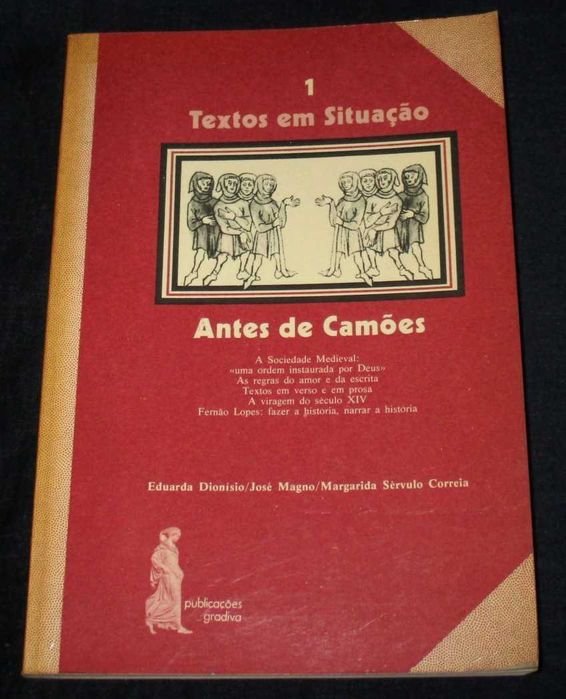 1
Textos em Situação
Antes de Camões
A Sociedade Medieval:
«uma ordem instaurada por Deus»
As regras do amor e da escrita
Textos em verso e em prosa
A viragem do século XIV
Fernão Lopes: fazer a história, narrar a história
Eduarda Dionísio/José Magno/Margarida Sérvulo Correia
publicações
gradiva